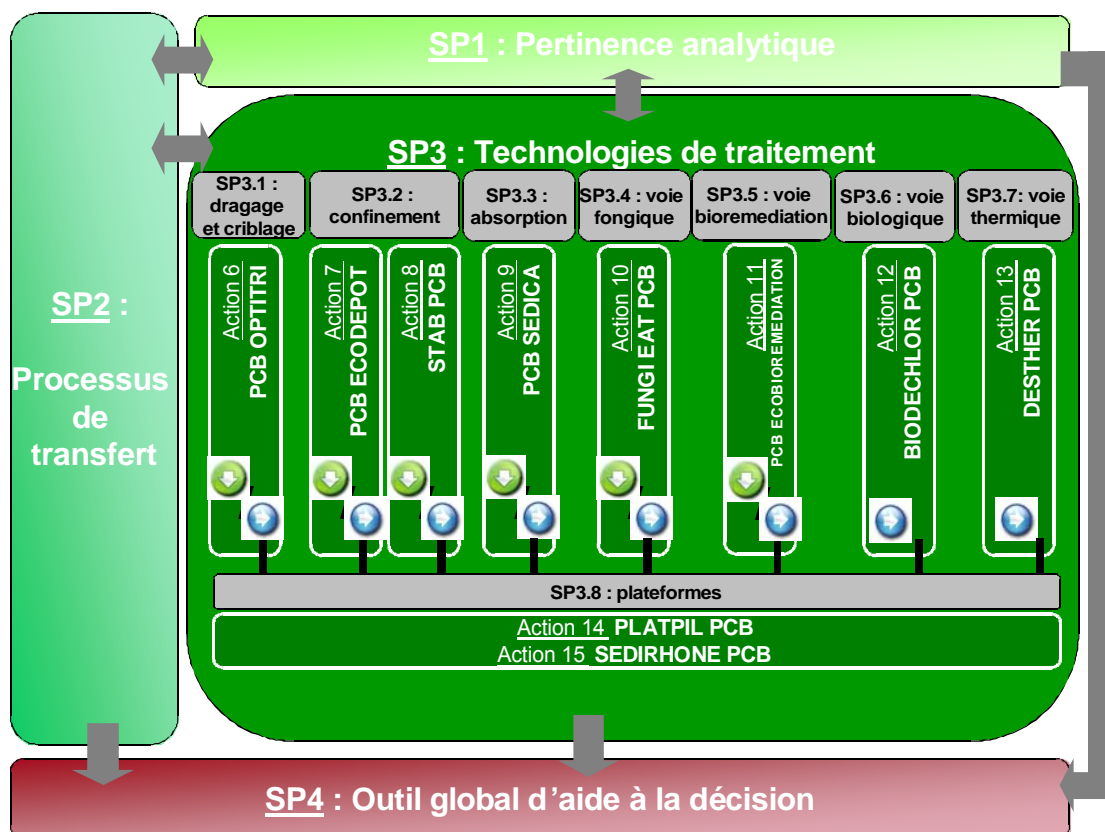 SP1 : Pertinence analytique
SP2 :
Processus
de
transfert
SP3 : Technologies de traitement
SP3.1 :
dragage
et criblage
SP3.2 :
confinement
SP3.3 :
absorption
SP3.4 : voie
fongique
SP3.5 : voie
bioremediation
SP3.6 : voie
biologique
SP3.7: voie
thermique
Action 6
PCB OPTITRI
Action 7
PCB ECODEPOT
Action 8
STAB PCB
Action 9
PCB SEDICA
Action 10
FUNGI EAT PCB
Action 11
PCB ECOBIOREMEDIATION
Action 12
BIODECHLOR PCB
Action 13
DESTHER PCB
SP3.8 : plateformes
Action 14 PLATPIL PCB
Action 15 SEDIRHONE PCB
SP4 : Outil global d’aide à la décision